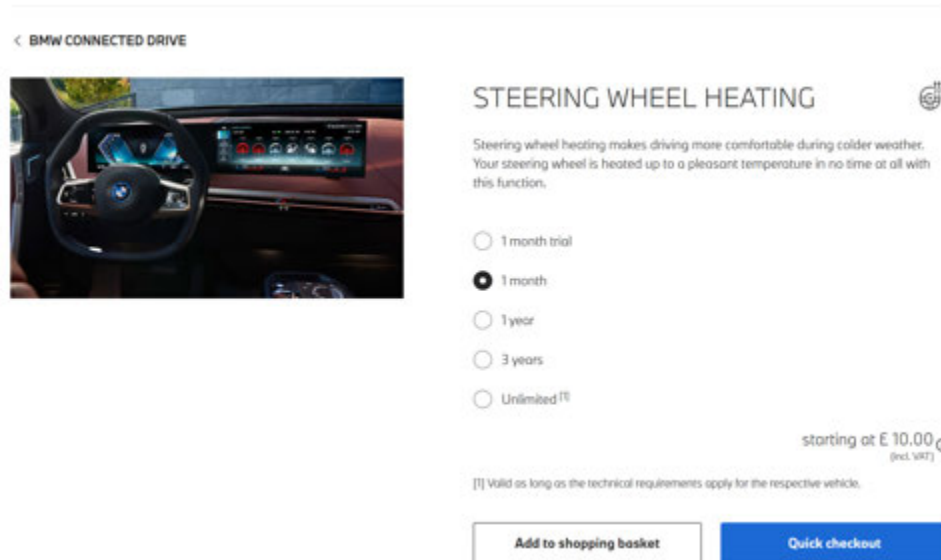 < BMW CONNECTED DRIVE
STEERING WHEEL HEATING
Steering wheel heating makes driving more comfortable during colder weather.
Your steering wheel is heated up to a pleasant temperature in no time at all with
this function.
1 month trial
1 month
1 year
3 years
Unlimited [1]
starting at £ 10.00
(incl. VAT)
[1] Valid as long as the technical requirements apply for the respective vehicle.
Add to shopping basket
Quick checkout